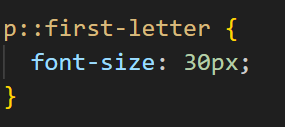 p::first-letter {
  font-size: 30px;
}